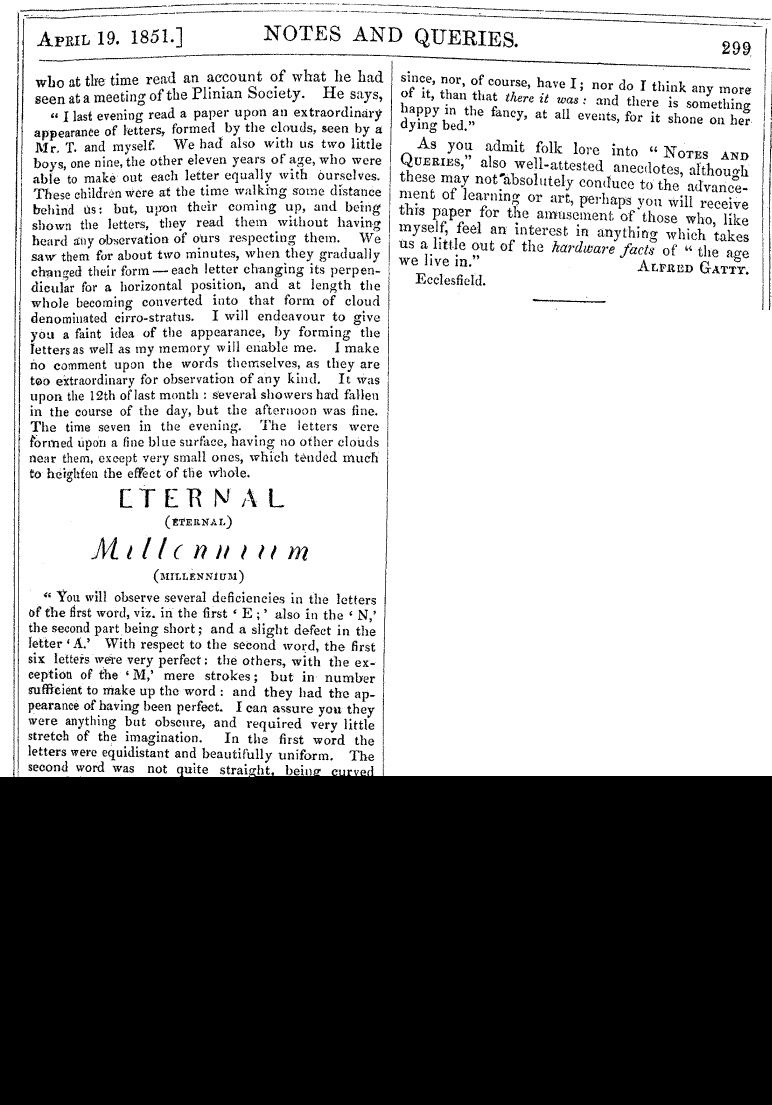 APRIL 19. 1851.] NOTES AND QUERIES. 299
who at the time read an account of what he had
seen at a meeting of the Plinian Society. He says,
“ I last evening read a paper upon an extraordinary
appearance of letters, formed by the clouds, seen by a
Mr. T. and myself. We had also with us two little
boys, one nine, the other eleven years of age, who were
able to make out each letter equally with ourselves.
These children were at the time walking some distance
behind us: but, upon their coming up, and being
shown the letters, they read them without having
heard any observation of ours respecting them. We
saw them for about two minutes, when they gradually
changed their form — each letter changing its perpen-
dicular for a horizontal position, and at length the
whole becoming converted into that form of cloud
denominated cirro-stratus. I will endeavour to give
you a faint idea of the appearance, by forming the
letters as well as my memory will enable me. I make
no comment upon the words themselves, as they are
too extraordinary for observation of any kind. It was
upon the 12th of last month : several showers had fallen
in the course of the day, but the afternoon was fine.
The time seven in the evening. The letters were
formed upon a fine blue surface, having no other clouds
near them, except very small ones, which tended much
to heighten the effect of the whole.
ETERNAL
(ETERNAL)
Millennium
(MILLENNIUM)
“ You will observe several deficiencies in the letters
of the first word, viz. in the first ‘ E ; ’ also in the ‘ N,’
the second part being short ; and a slight defect in the
letter ‘ A.’ With respect to the second word, the first
six letters were very perfect : the others, with the ex-
ception of the ‘ M,’ mere strokes ; but in number
sufficient to make up the word : and they had the ap-
pearance of having been perfect. I can assure you they
were anything but obscure, and required very little
stretch of the imagination. In the first word the
letters were equidistant and beautifully uniform. The
second word was not quite straight, being curved
since, nor, of course, have I ; nor do I think any more
of it, than that there it was : and there is something
happy in the fancy, at all events, for it shone on her
dying bed.”
As you admit folk lore into “ NOTES AND
QUERIES,” also well-attested anecdotes, although
these may not absolutely conduce to the advance-
ment of learning or art, perhaps you will receive
this paper for the amusement of those who, like
myself, feel an interest in anything which takes
us a little out of the hardware facts of “ the age
we live in.” ALFRED GATTY.
Ecclesfield.